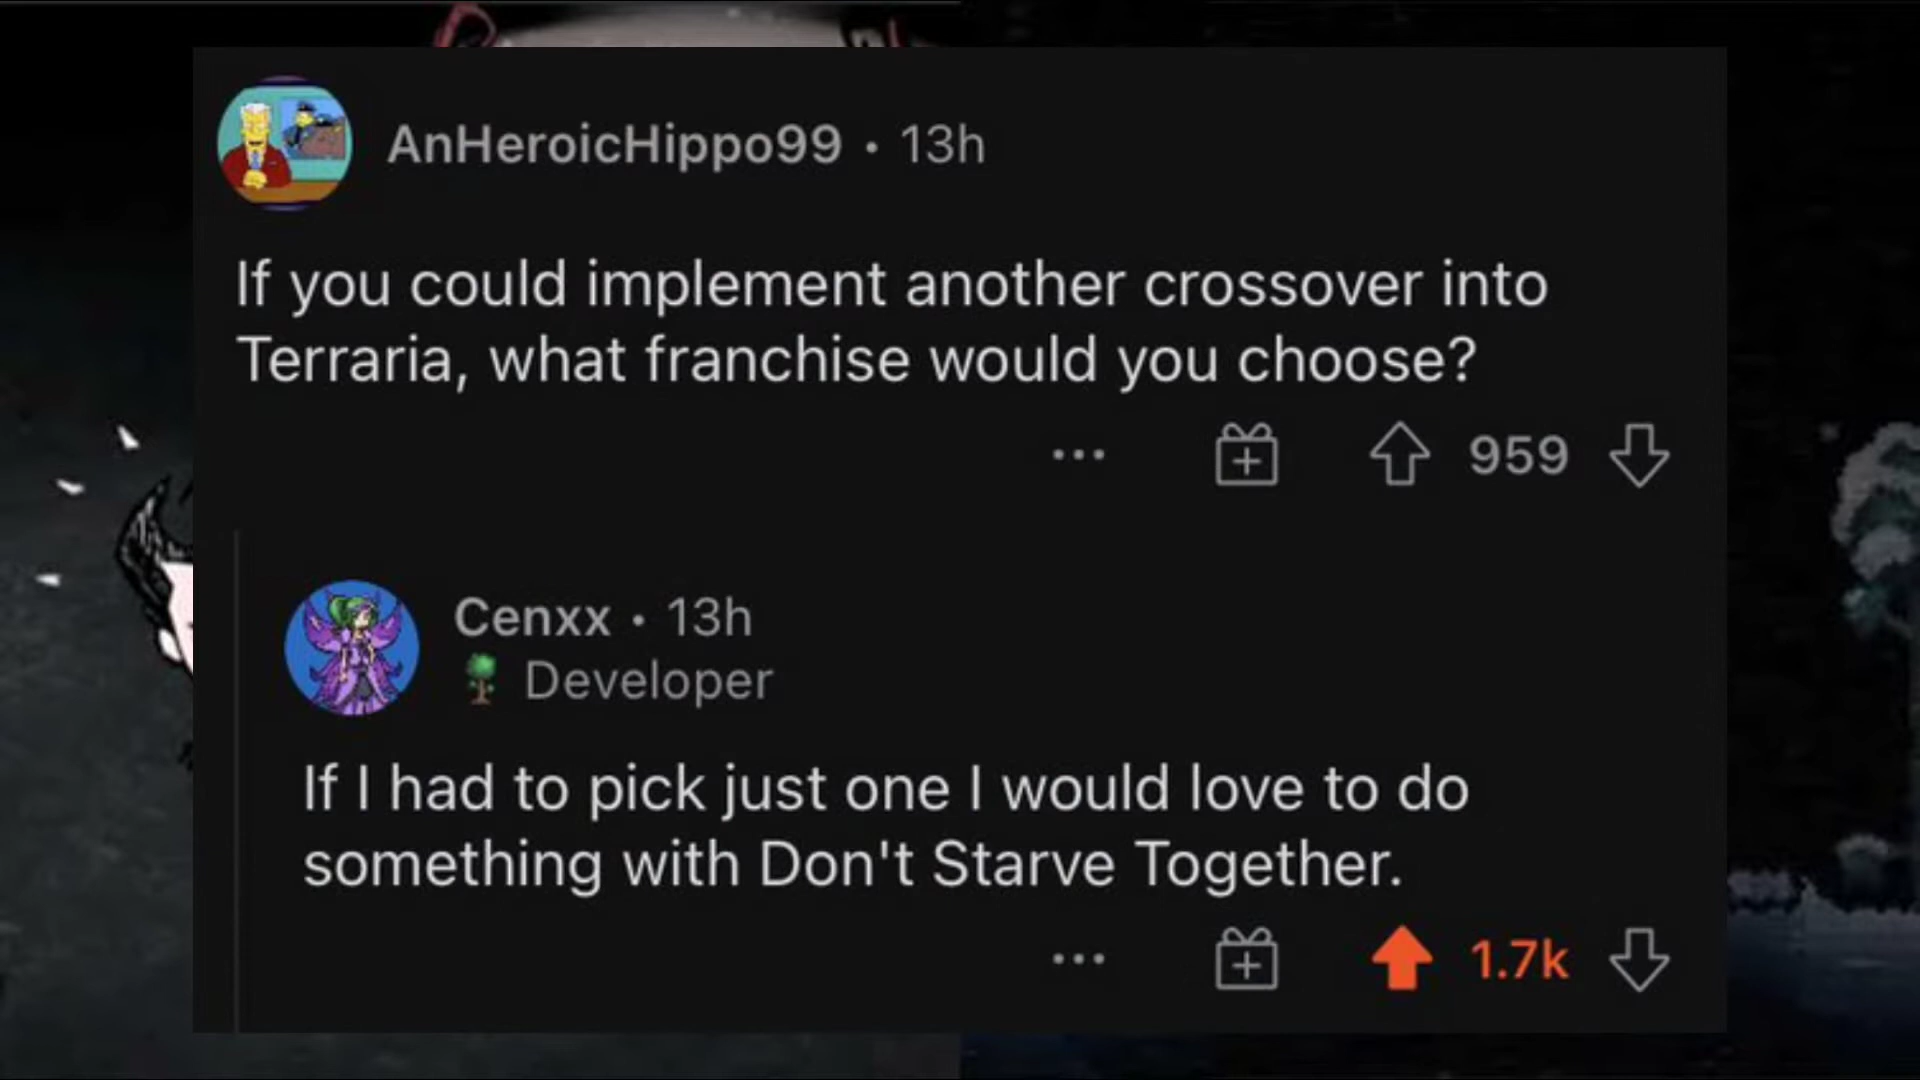 AnHeroicHippo99 • 13h
If you could implement another crossover into
Terraria, what franchise would you choose?
959
Cenxx • 13h
Developer
If I had to pick just one I would love to do
something with Don't Starve Together.
1.7k